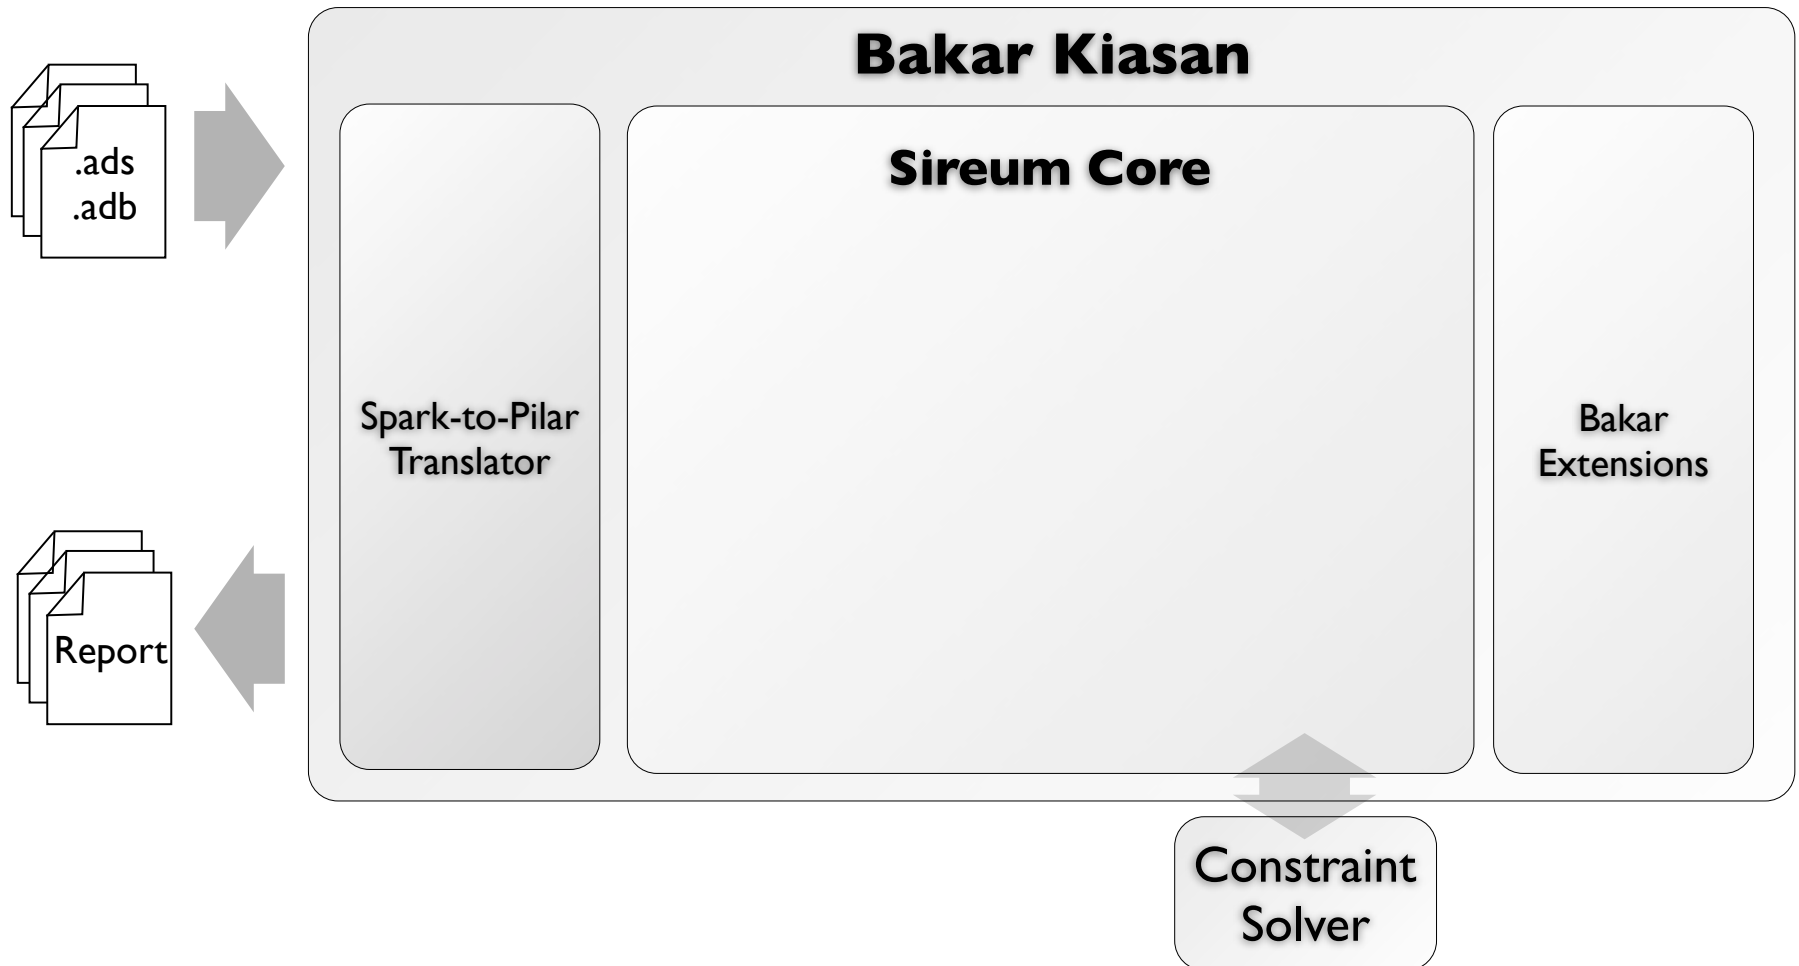 Bakar Kiasan
.ads
.adb
Sireum Core
Spark-to-Pilar
Translator
Bakar
Extensions
Report
Constraint
Solver